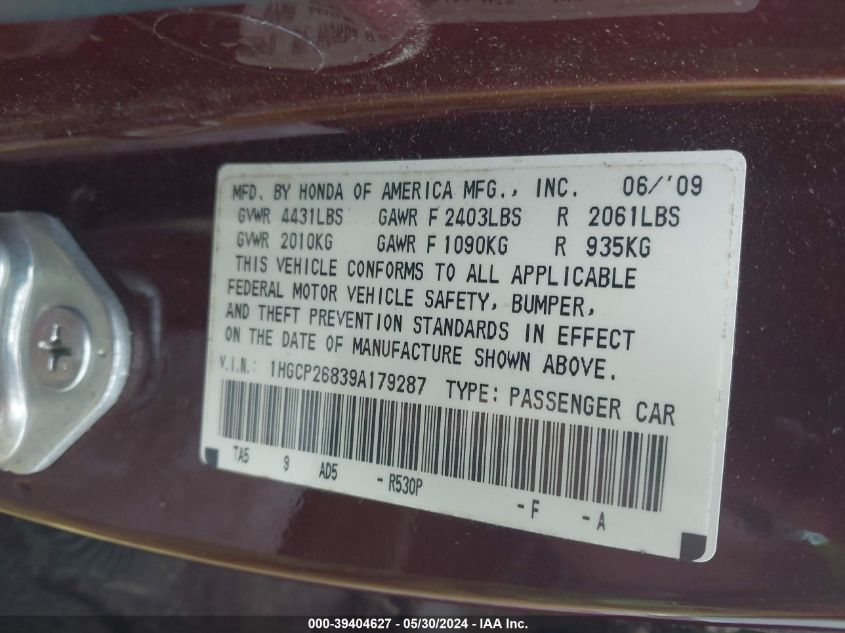 MFD. BY HONDA OF AMERICA MFG., INC. 06/'09
GVWR 4431LBS GAWR F 2403LBS R 2061LBS
GVWR 2010KG GAWR F 1090KG R 935KG
THIS VEHICLE CONFORMS TO ALL APPLICABLE
FEDERAL MOTOR VEHICLE SAFETY, BUMPER,
AND THEFT PREVENTION STANDARDS IN EFFECT
ON THE DATE OF MANUFACTURE SHOWN ABOVE.
V.I.N.: 1HGCP26839A179287 TYPE: PASSENGER CAR
TA5 9 AD5 - R530P - F - A
000-39404627 - 05/30/2024 - IAA Inc.